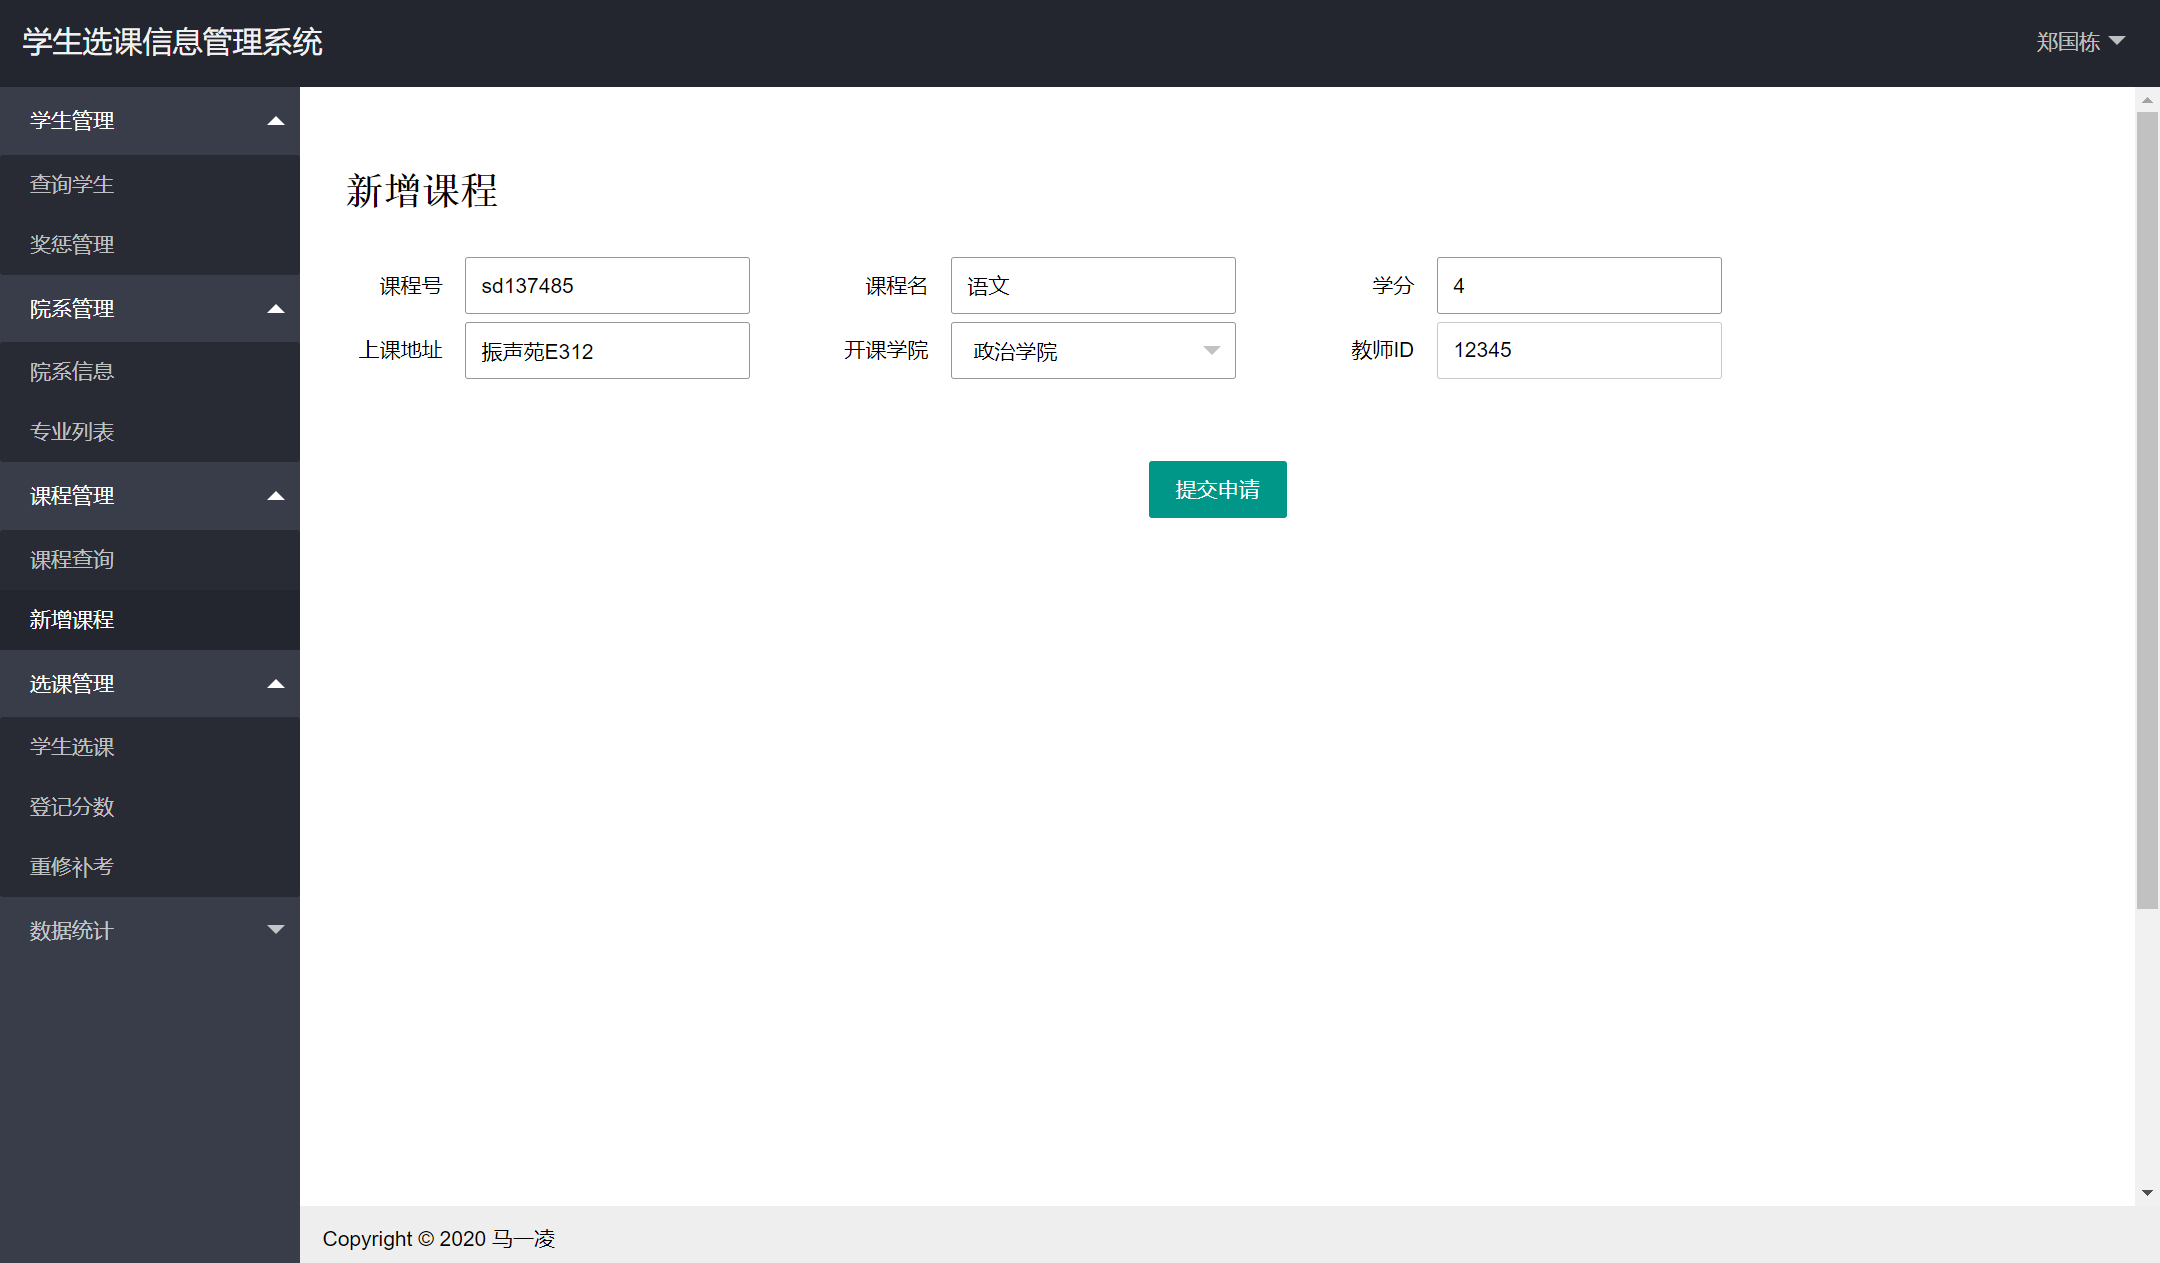 学生选课信息管理系统
郑国栋
学生管理
查询学生
奖惩管理
院系管理
院系信息
专业列表
课程管理
课程查询
新增课程
选课管理
学生选课
登记分数
重修补考
数据统计
新增课程
课程号 sd137485 课程名 语文 学分 4
上课地址 振声苑E312 开课学院 政治学院 教师ID 12345
提交申请
Copyright © 2020 马一凌